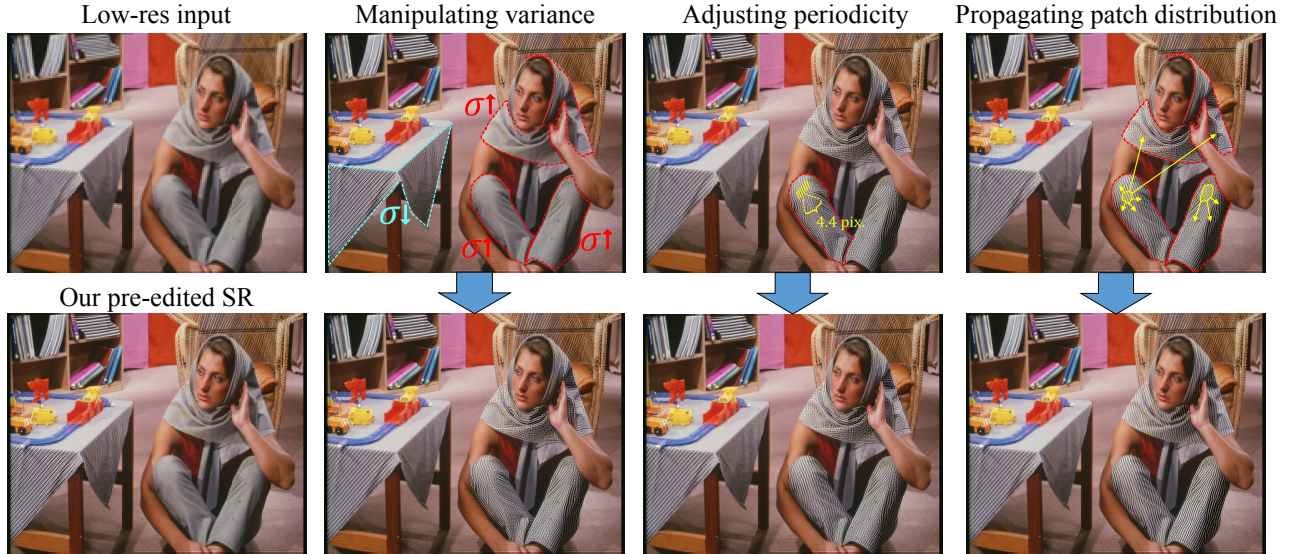 Low-res input
Manipulating variance
Adjusting periodicity
Propagating patch distribution
σ↑
σ↓
σ↑
σ↑
4.4 pix.
Our pre-edited SR